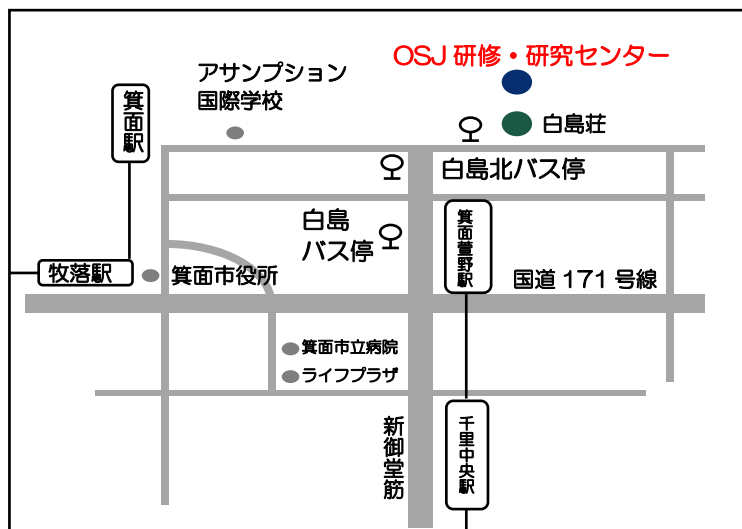 OSJ 研修・研究センター
アサンプション
国際学校
箕面駅
白島荘
白島北バス停
白島
バス停
箕面萱野駅
牧落駅
箕面市役所
国道 171 号線
箕面市立病院
ライフプラザ
新御堂筋
千里中央駅